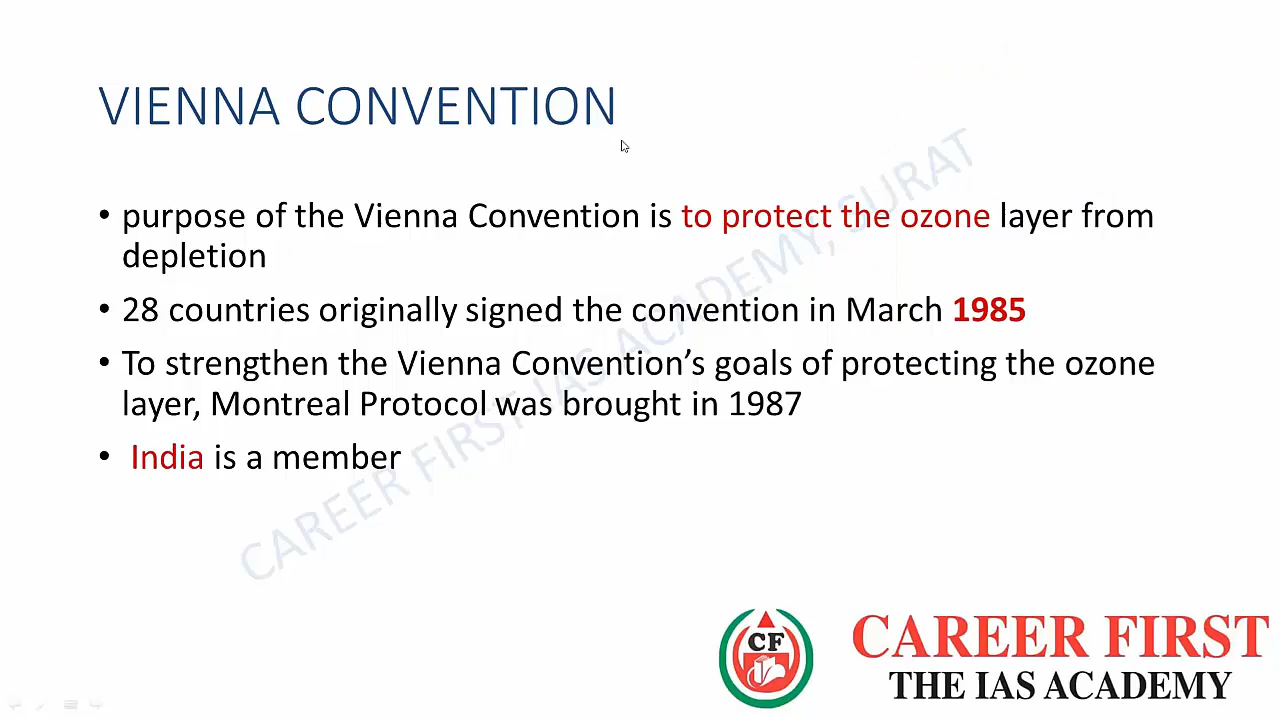 VIENNA CONVENTION
• purpose of the Vienna Convention is to protect the ozone layer from
depletion
• 28 countries originally signed the convention in March 1985
• To strengthen the Vienna Convention’s goals of protecting the ozone
layer, Montreal Protocol was brought in 1987
• India is a member
CAREER FIRST IAS ACADEMY, SURAT
CF
CAREER FIRST
THE IAS ACADEMY